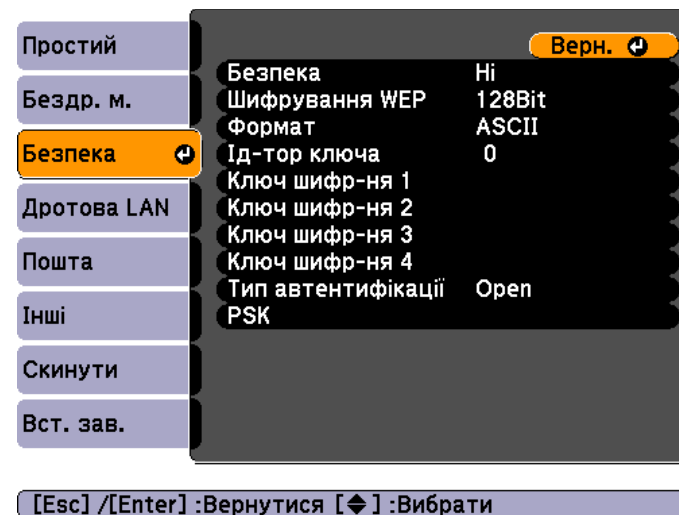 Простий
Бездр. м.
Безпека
Дротова LAN
Пошта
Інші
Скинути
Вст. зав.
Верн.
Безпека Ні
Шифрування WEP 128Bit
Формат ASCII
Ід-тор ключа 0
Ключ шифр-ня 1
Ключ шифр-ня 2
Ключ шифр-ня 3
Ключ шифр-ня 4
Тип автентифікації Open
PSK
[Esc] /[Enter] :Вернутися [◆] :Вибрати